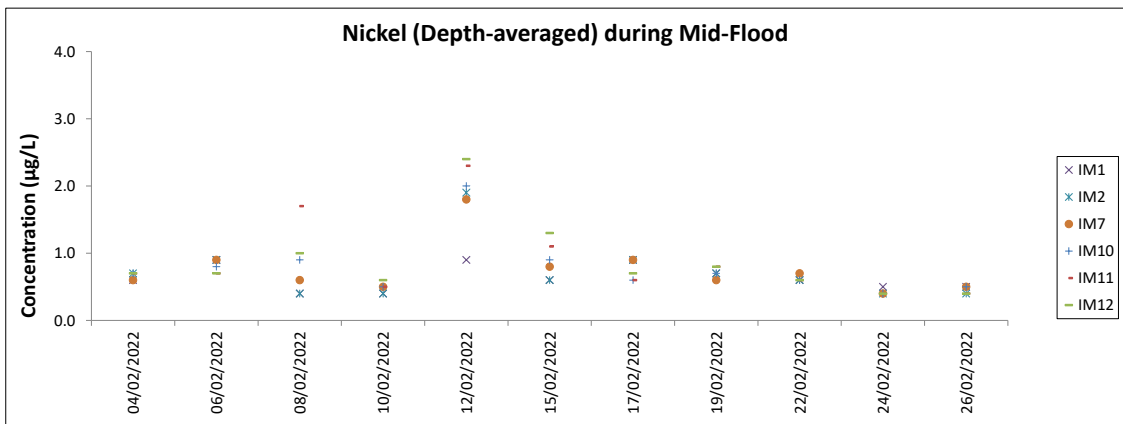 Nickel (Depth-averaged) during Mid-Flood
Concentration (µg/L)
4.0
3.0
2.0
1.0
0.0
04/02/2022
06/02/2022
08/02/2022
10/02/2022
12/02/2022
15/02/2022
17/02/2022
19/02/2022
22/02/2022
24/02/2022
26/02/2022
IM1
IM2
IM7
IM10
IM11
IM12